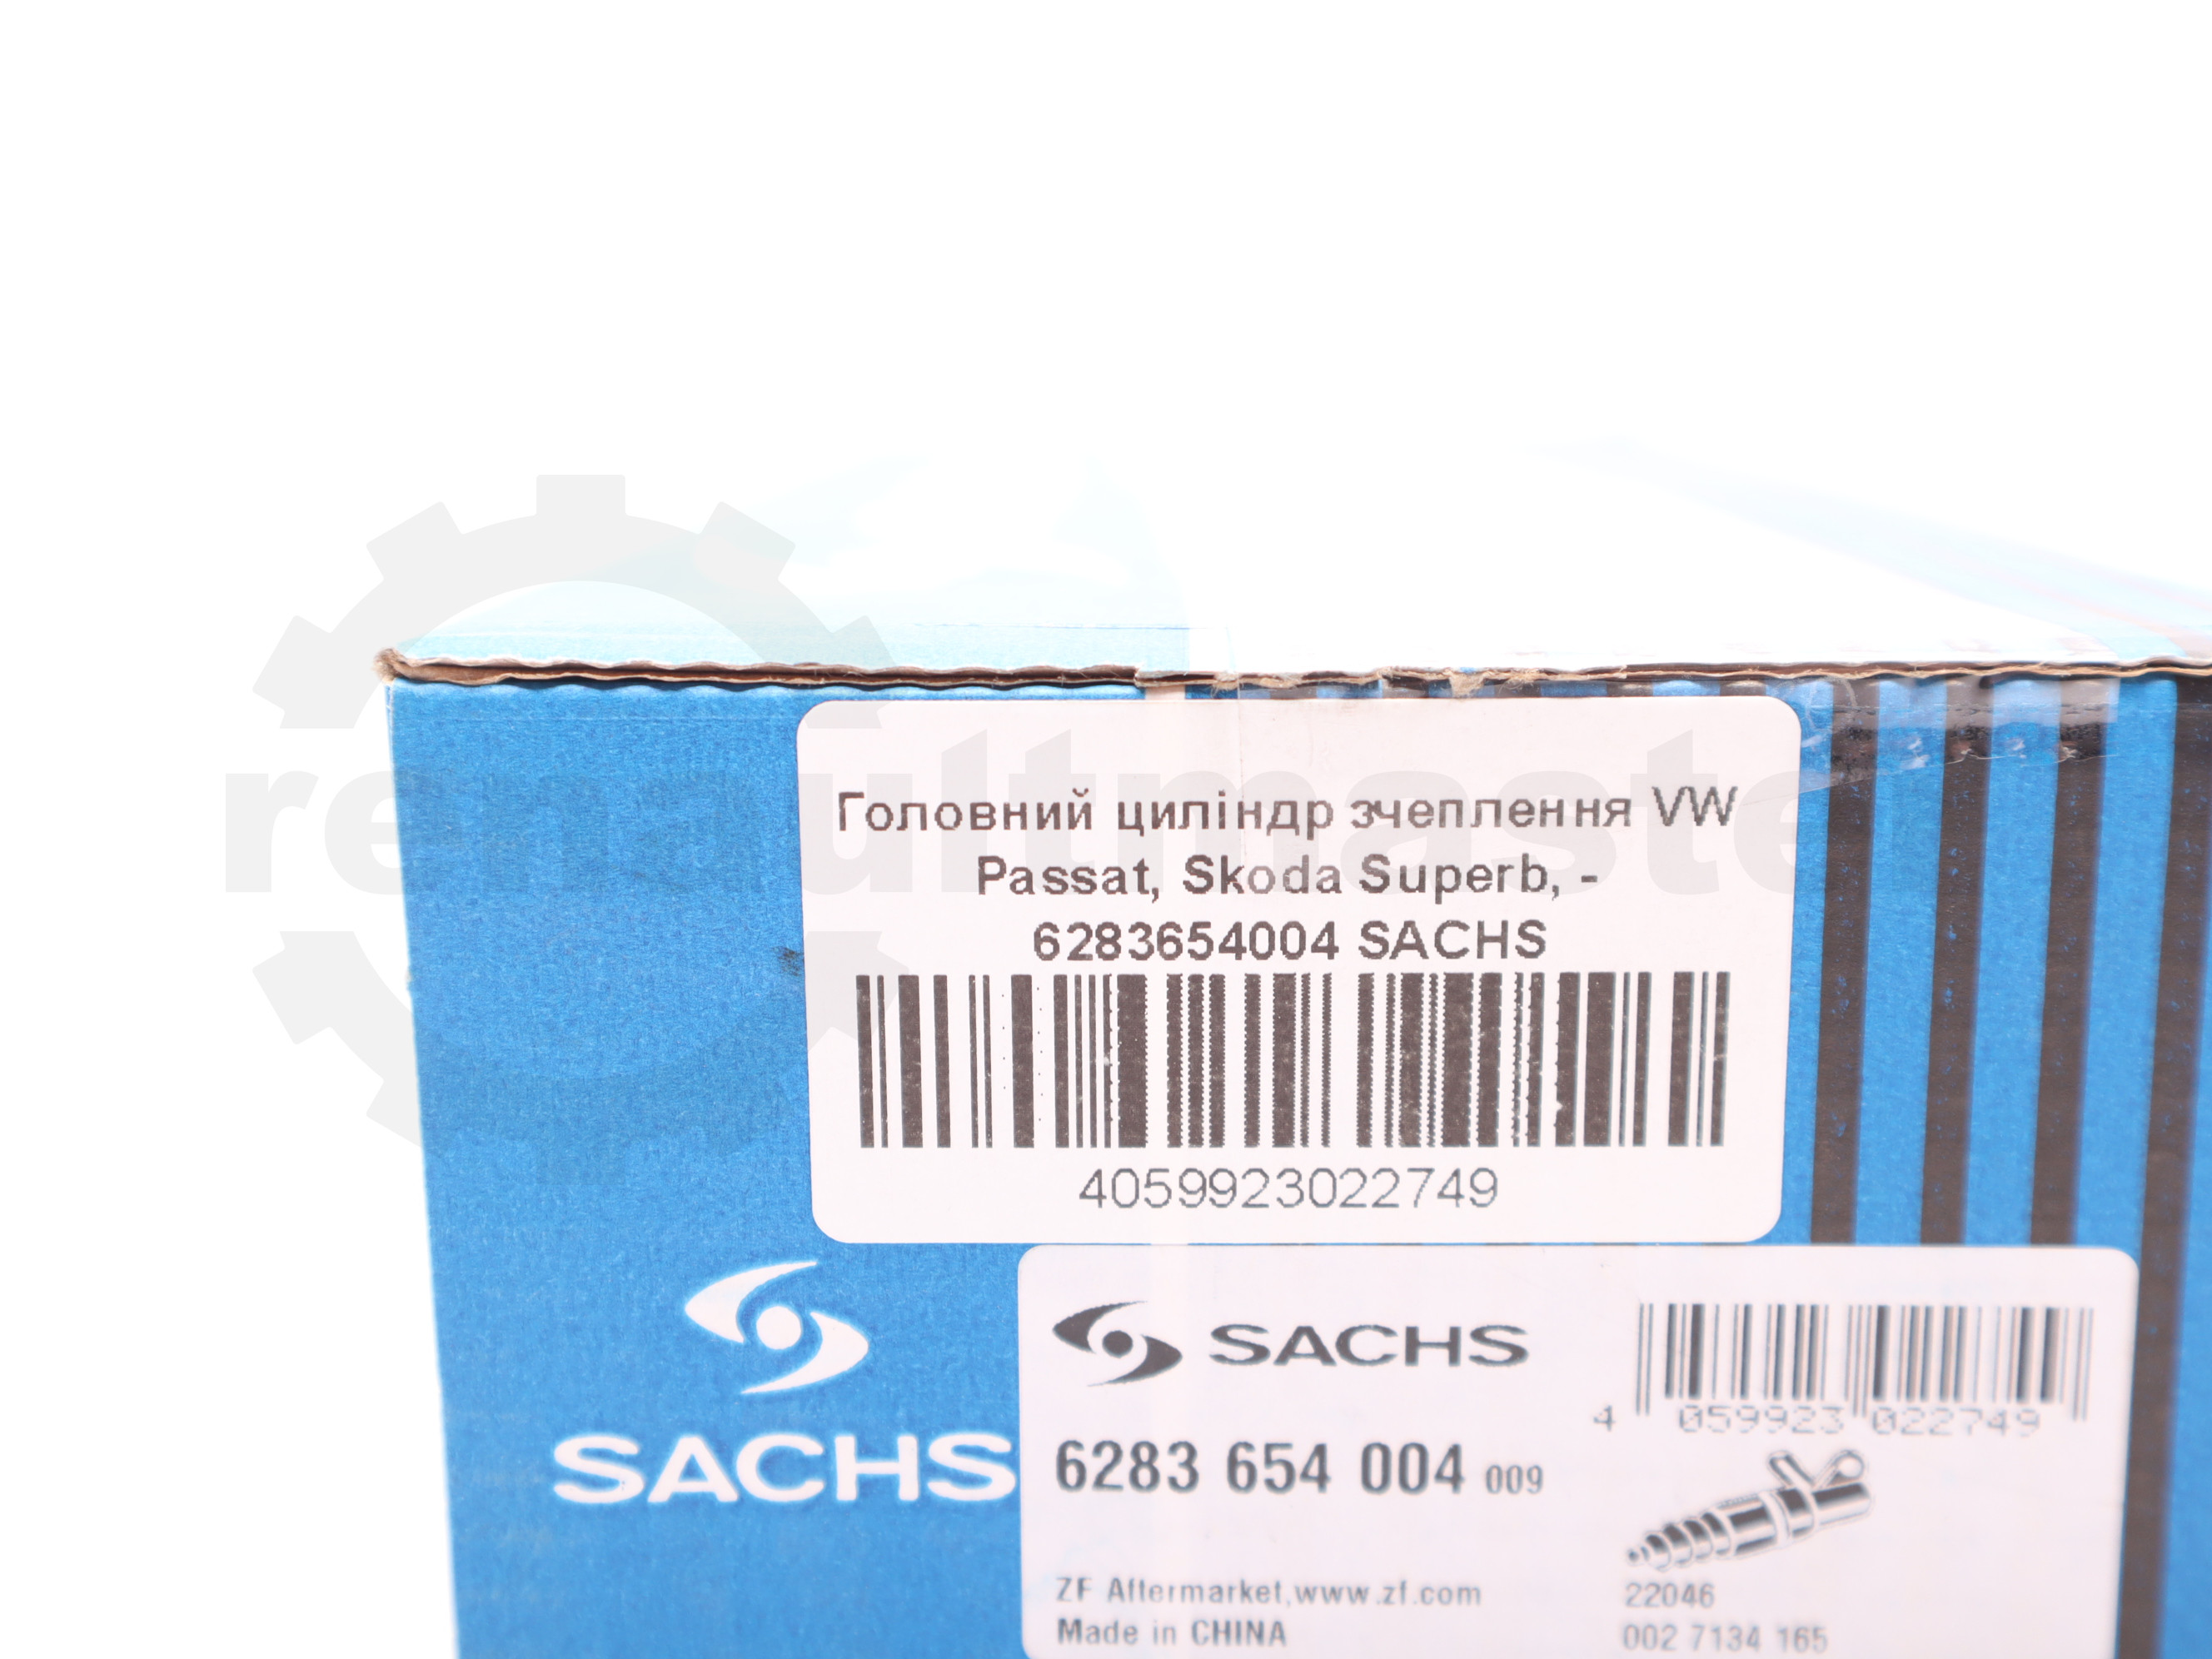 Головний циліндр зчеплення VW
Passat, Skoda Superb, -
6283654004 SACHS
4059923022749
renaultmaste
SACHS
SACHS
4 059923 022749
6283 654 004 009
ZF Aftermarket,www.zf.com
Made in CHINA
22046
002 7134 165